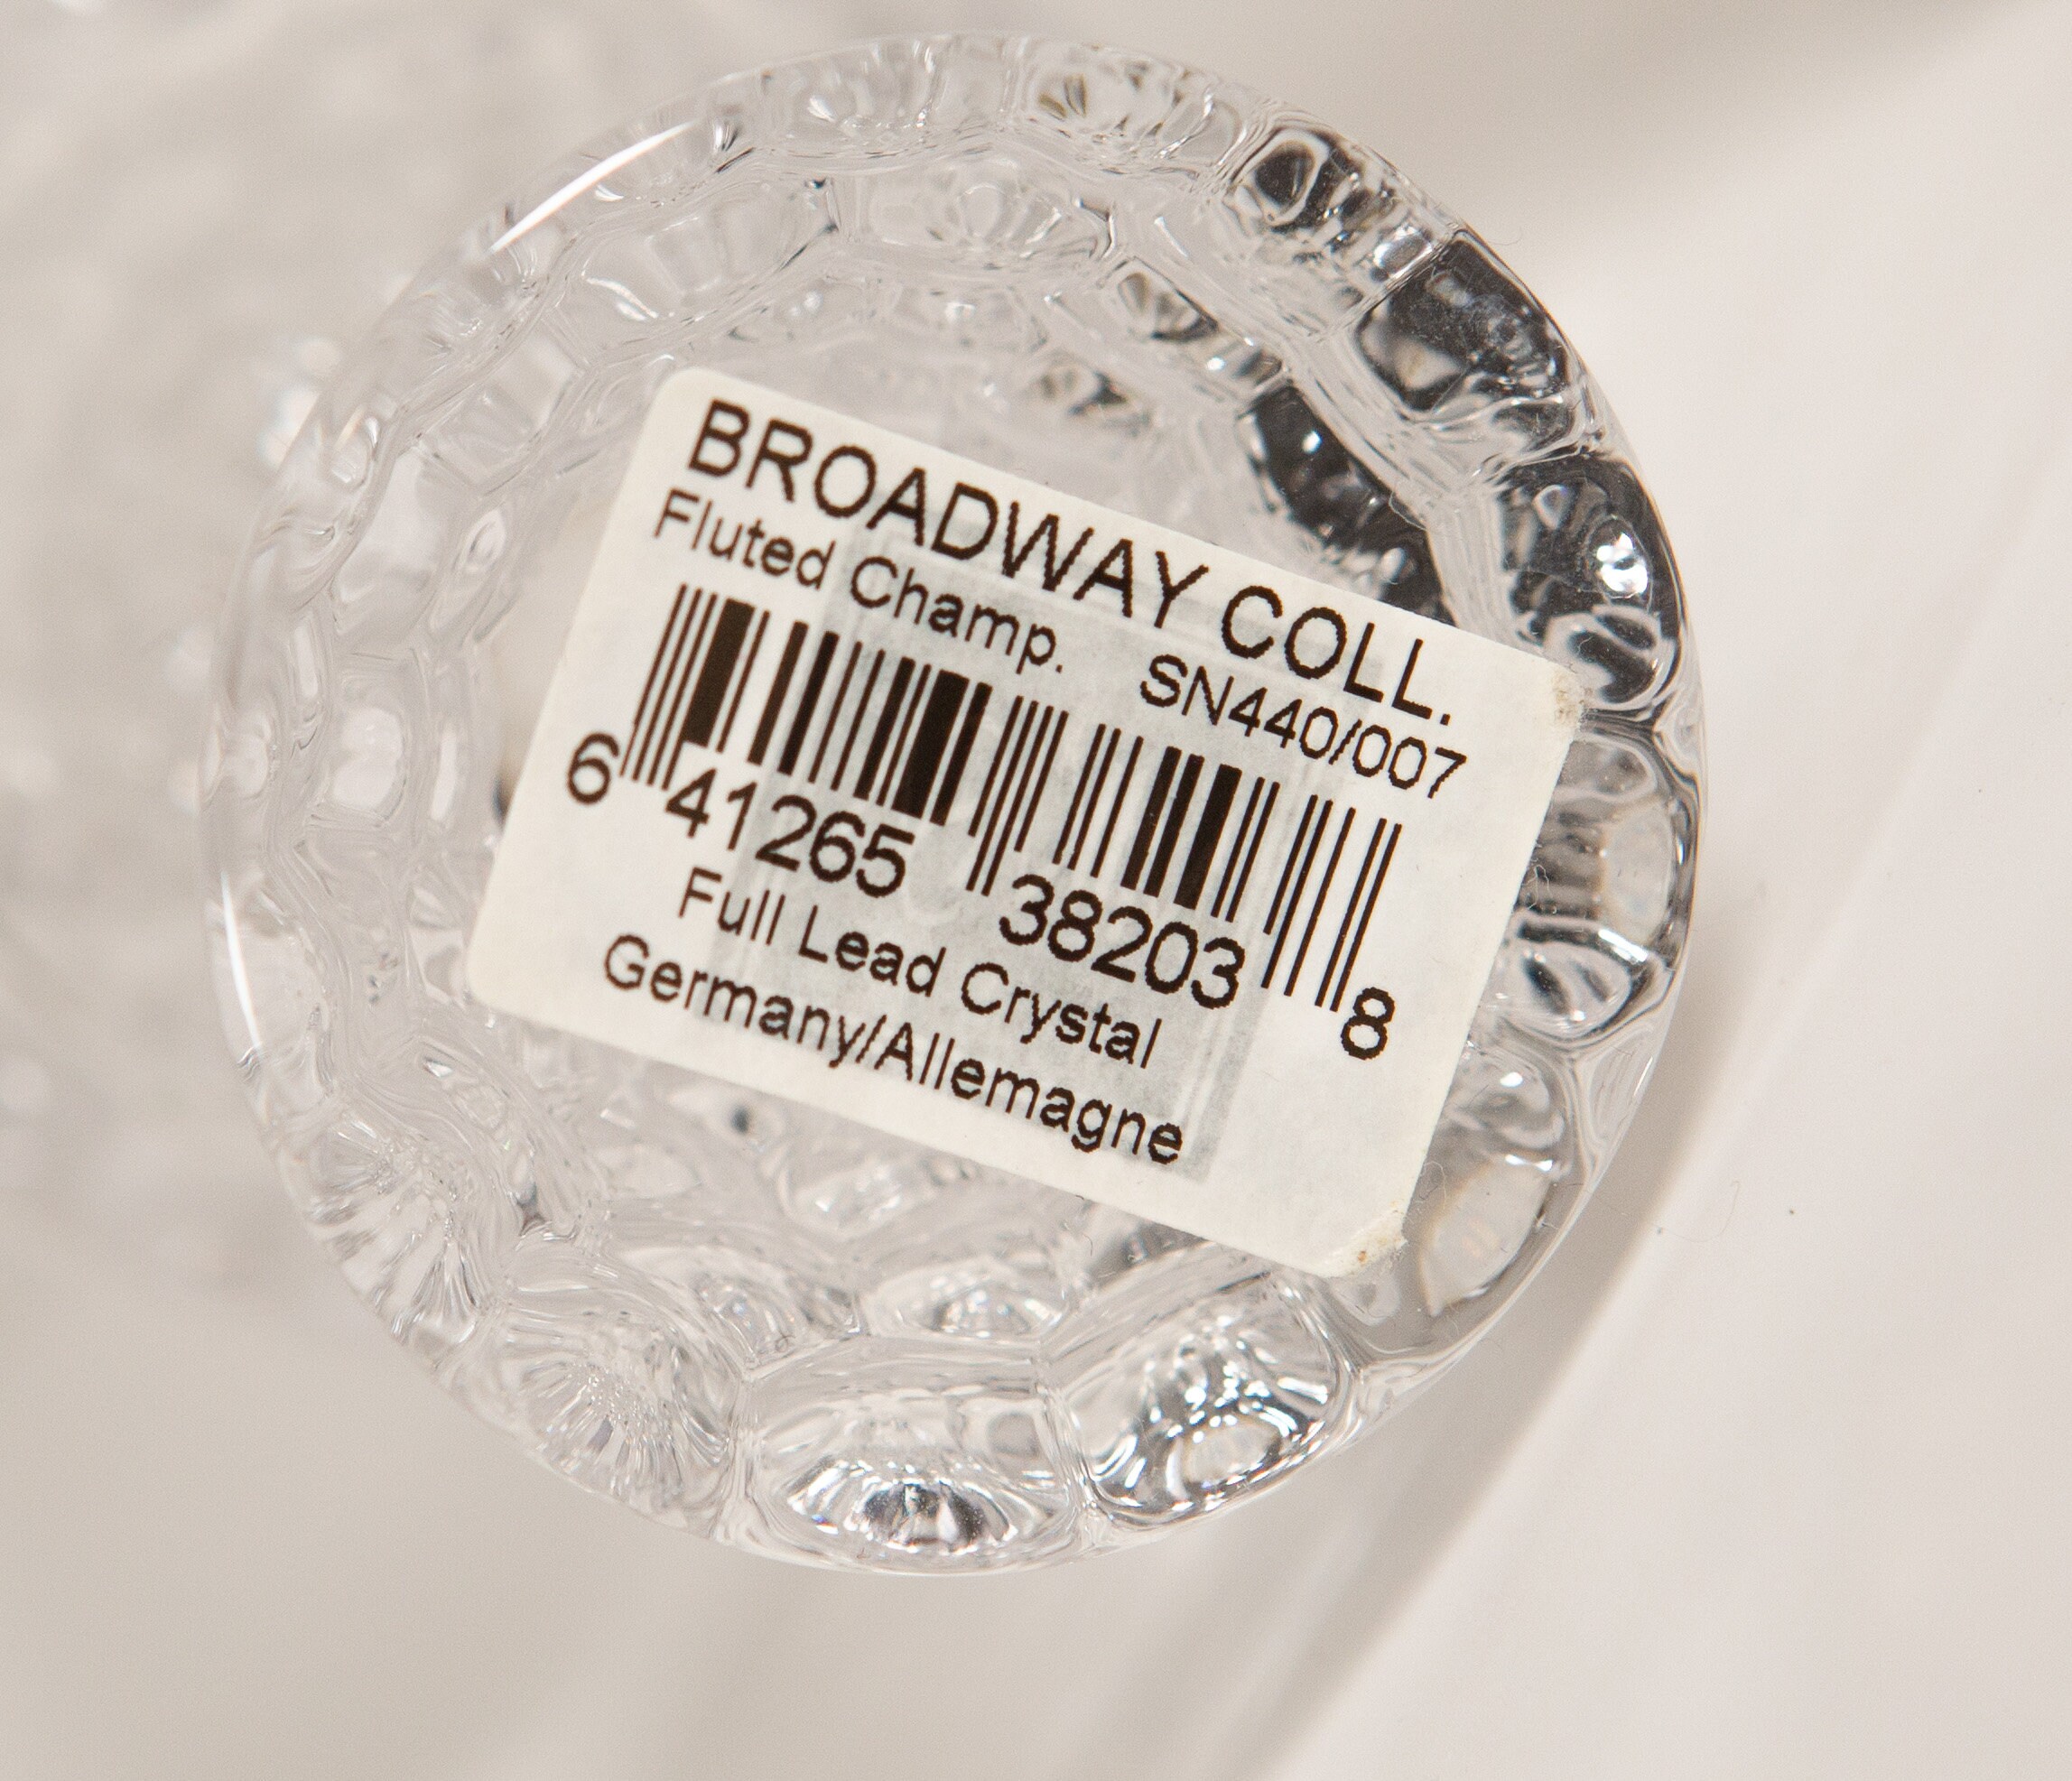 BROADWAY COLL.
Fluted Champ. SN440/007
6 41265 38203 8
Full Lead Crystal
Germany/Allemagne